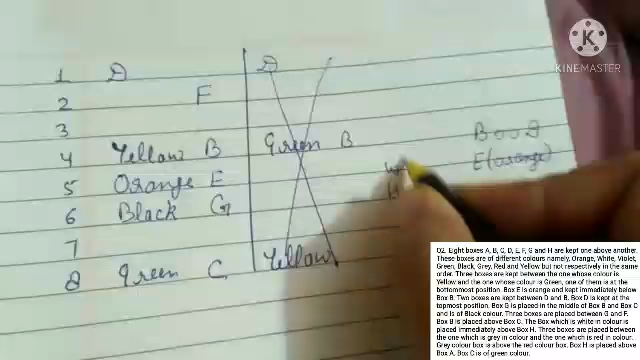 KINEMASTER
1 D D
2 F
3
4 Yellow B Green B
B
5 Orange E
E (orange)
6 Black G
7
8 Green C Yellow
02. Eight boxes A, B, C, D, E, F, G and H are kept one above another.
These boxes are of different colours namely, Orange, White, Violet,
Green, Black, Grey, Red and Yellow but not respectively in the same
order. Three boxes are kept between the one whose colour is
Yellow and the one whose colour is Green, one of them is at the
bottommost position. Box E is orange and kept immediately below
Box B. Two boxes are kept between D and B. Box D is kept at the
topmost position. Box G is placed in the middle of Box B and Box C
and is of Black colour. Three boxes are placed between G and F.
Box B is placed above Box C. The Box which is white in colour is
placed immediately above Box H. Three boxes are placed between
the one which is grey in colour and the one which is red in colour.
Grey colour box is above the red colour box. Box H is placed above
Box A. Box C is of green colour.